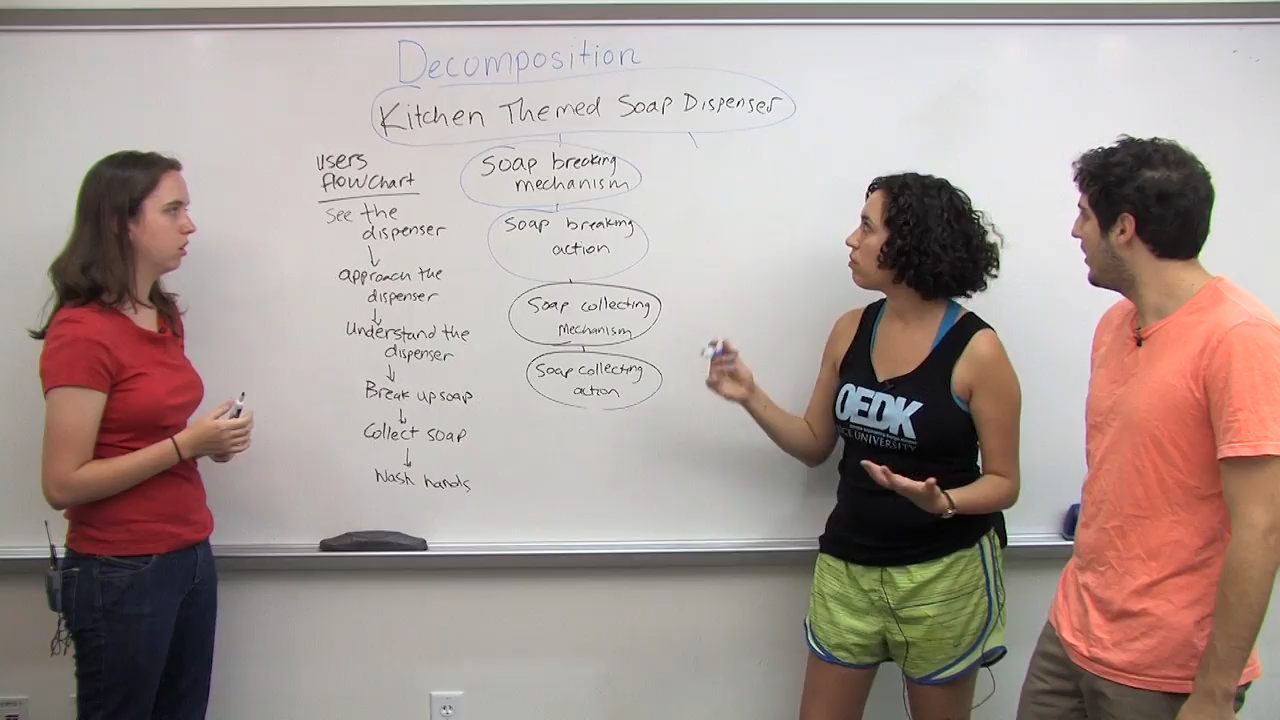 Decomposition
Kitchen Themed Soap Dispenser
users
flowchart
See the
dispenser
approach the
dispenser
Understand the
dispenser
Break up soap
Collect soap
Wash hands
Soap breaking
mechanism
Soap breaking
action
Soap collecting
mechanism
Soap collecting
action
OEDK
RICE UNIVERSITY